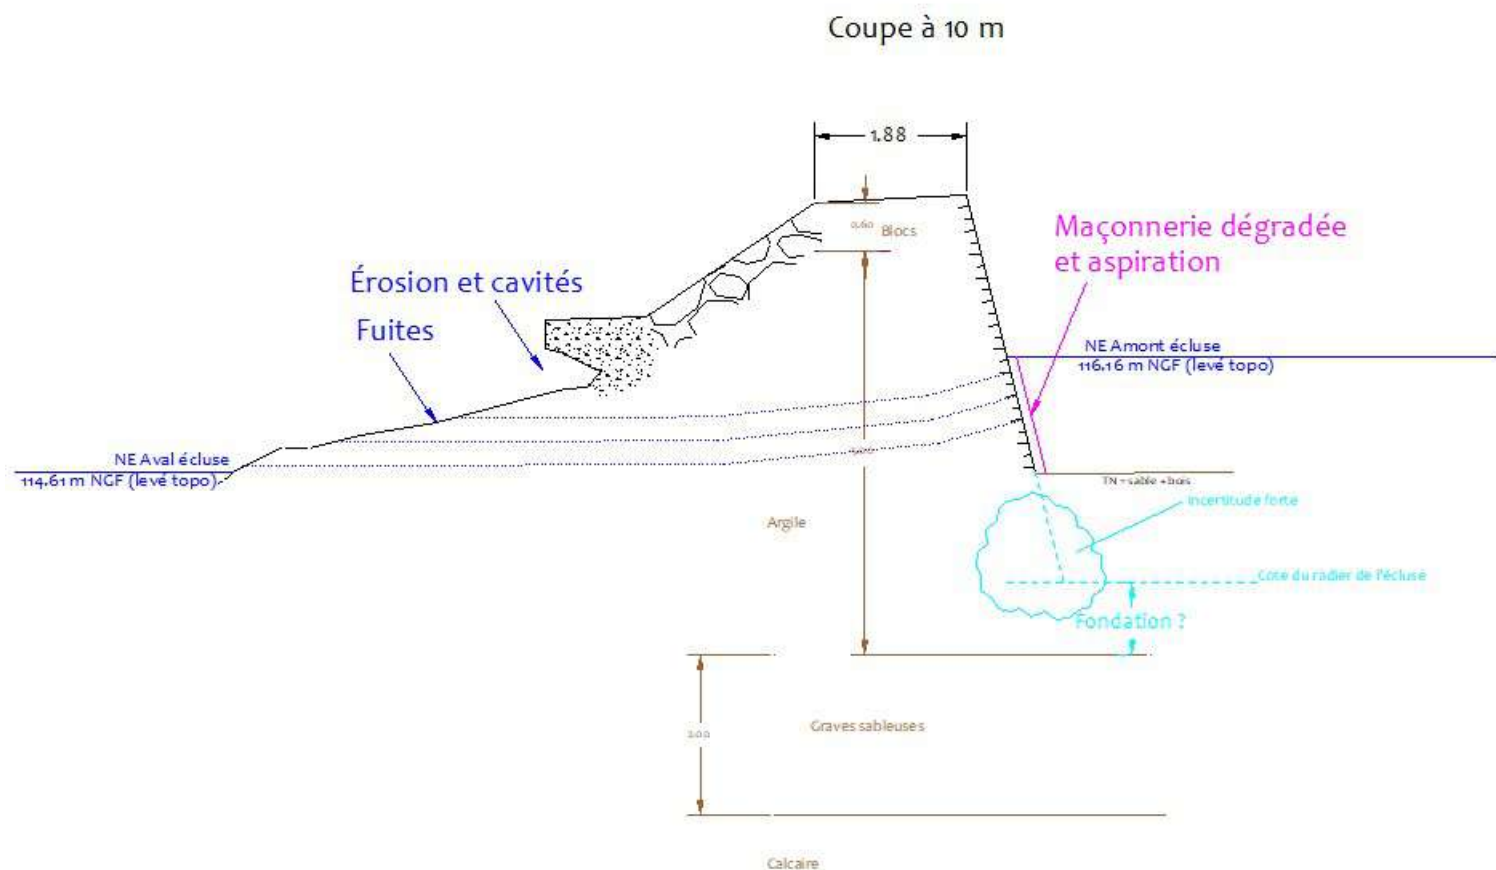 Coupe à 10 m
1.88
0,60
Blocs
Maçonnerie dégradée
et aspiration
Érosion et cavités
Fuites
NE Amont écluse
116.16 m NGF (levé topo)
NE Aval écluse
114.61 m NGF (levé topo)
TN = sable + bois
Incertitude forte
Argile
Cote du radier de l'écluse
Fondation ?
Graves sableuses
2.00
Calcaire